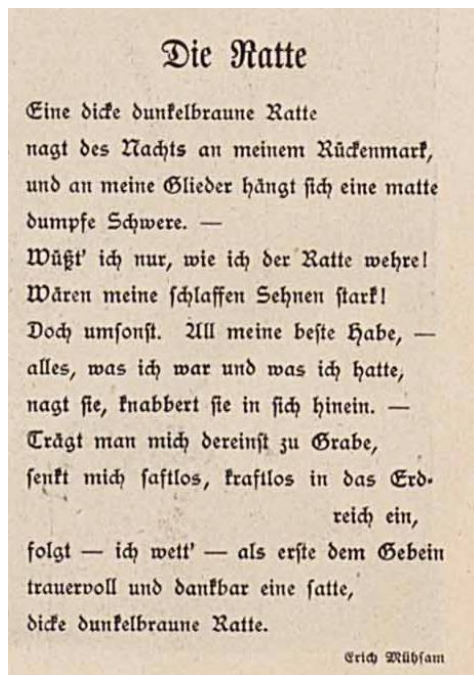 Die Ratte
Eine dicke dunkelbraune Ratte
nagt des Nachts an meinem Rückenmark,
und an meine Glieder hängt sich eine matte
dumpfe Schwere. —
Wüßt' ich nur, wie ich der Ratte wehre!
Wären meine schlaffen Sehnen stark!
Doch umsonst. All meine beste Habe, —
alles, was ich war und was ich hatte,
nagt sie, knabbert sie in sich hinein. —
Trägt man mich dereinst zu Grabe,
senkt mich saftlos, kraftlos in das Erd-
reich ein,
folgt — ich wett' — als erste dem Gebein
trauervoll und dankbar eine satte,
dicke dunkelbraune Ratte.
Erich Mühsam